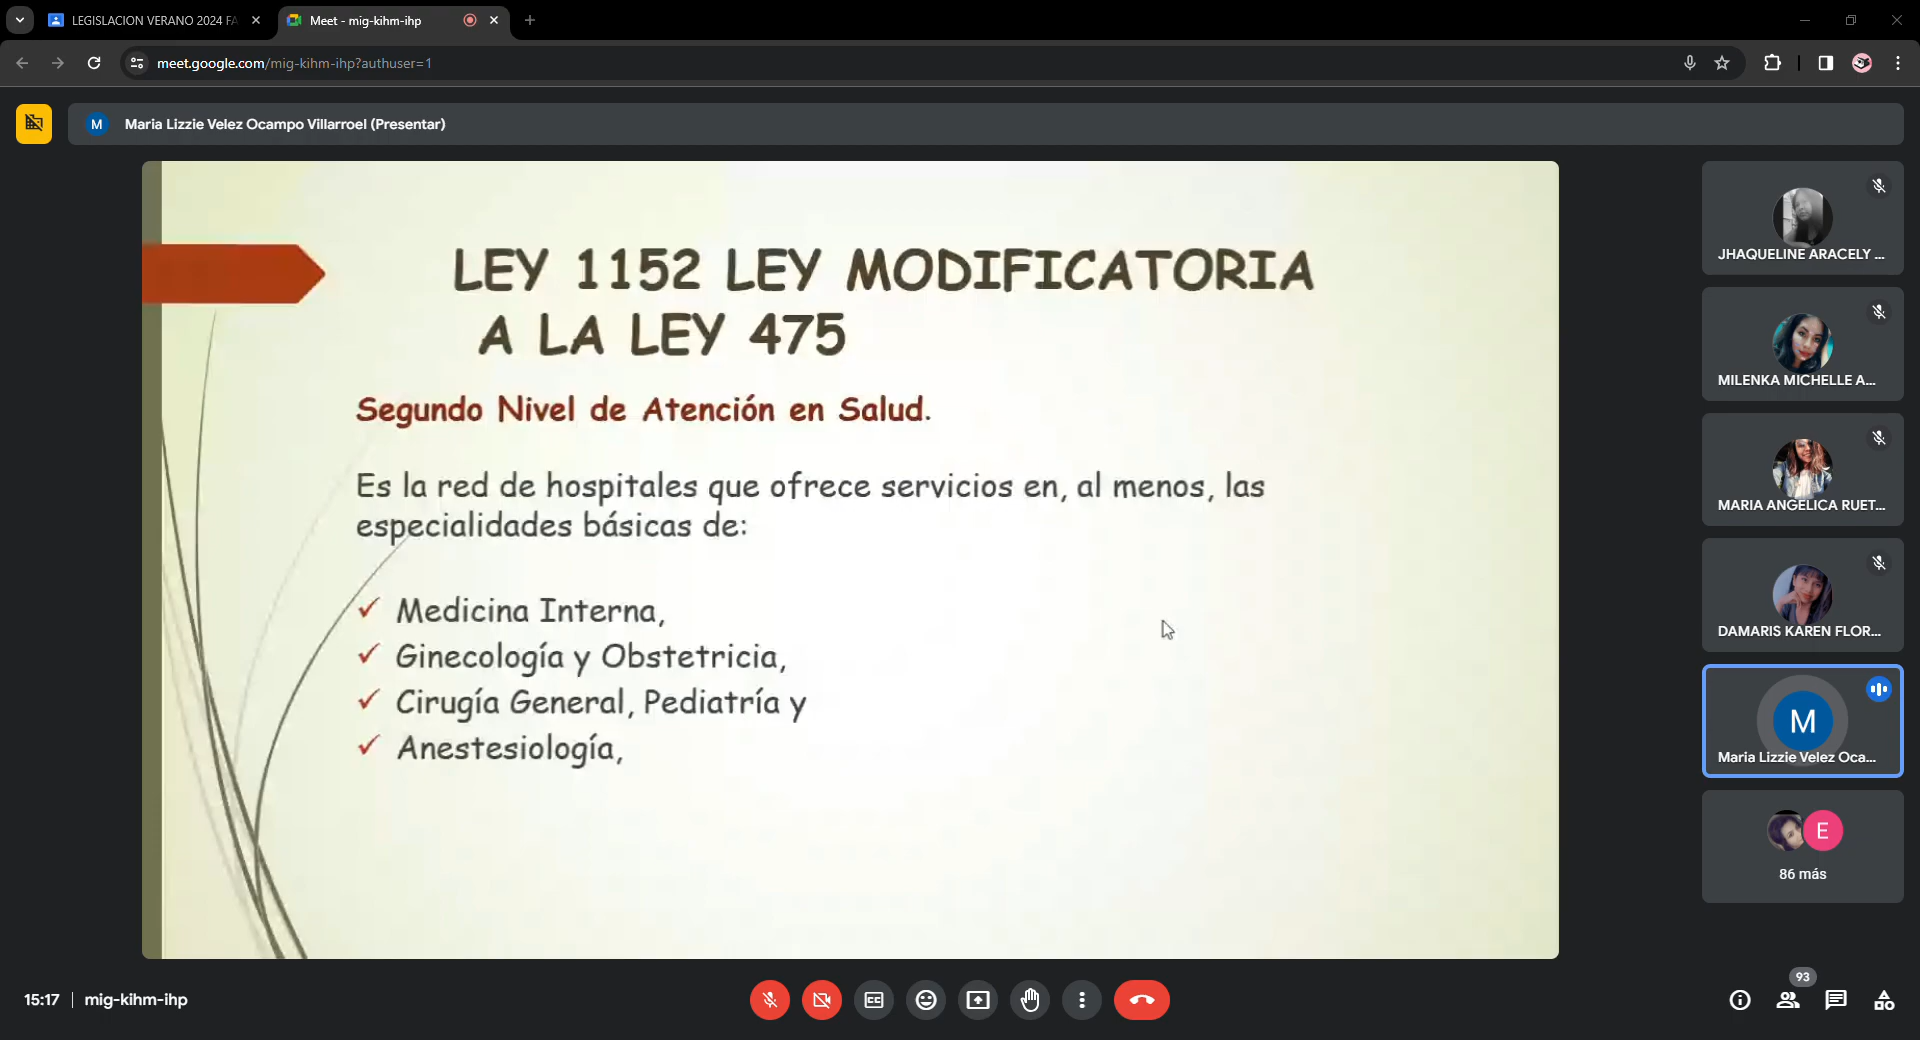 LEGISLACION VERANO 2024 FA
Meet - mig-kihm-ihp
meet.google.com/mig-kihm-ihp?authuser=1
M
Maria Lizzie Velez Ocampo Villarroel (Presentar)
LEY 1152 LEY MODIFICATORIA
A LA LEY 475
Segundo Nivel de Atención en Salud.
Es la red de hospitales que ofrece servicios en, al menos, las
especialidades básicas de:
✓ Medicina Interna,
✓ Ginecología y Obstetricia,
✓ Cirugía General, Pediatría y
✓ Anestesiología,
JHAQUELINE ARACELY ...
MILENKA MICHELLE A...
MARIA ANGELICA RUET...
DAMARIS KAREN FLOR...
M
Maria Lizzie Velez Oca...
E
86 más
15:17 | mig-kihm-ihp
CC
93